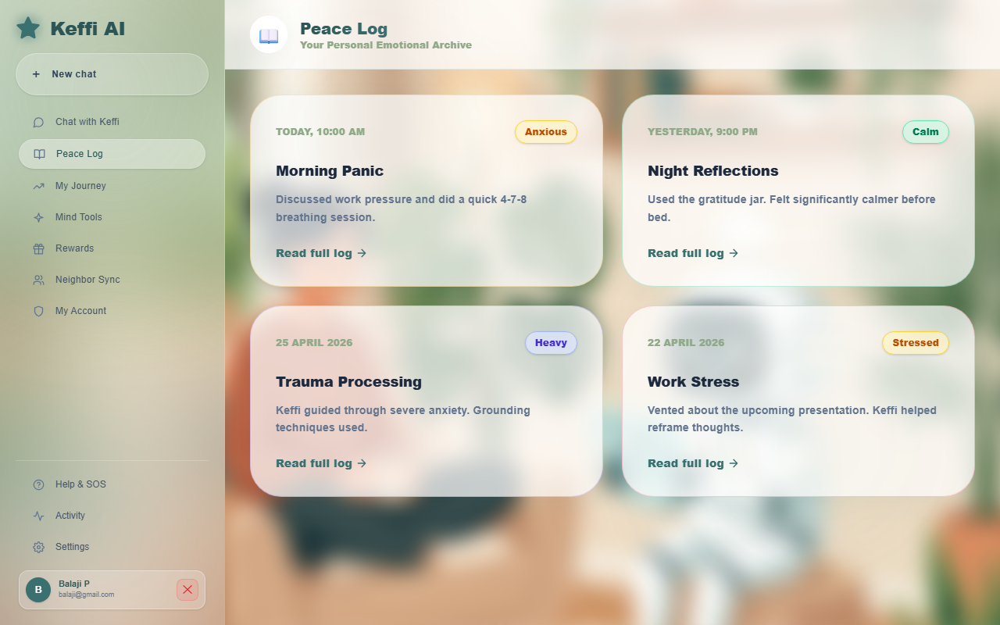 Keffi AI
+ New chat
Chat with Keffi
Peace Log
My Journey
Mind Tools
Rewards
Neighbor Sync
My Account
Help & SOS
Activity
Settings
B
Balaji P
balaji@gmail.com
Peace Log
Your Personal Emotional Archive
TODAY, 10:00 AM
Anxious
Morning Panic
Discussed work pressure and did a quick 4-7-8
breathing session.
Read full log →
YESTERDAY, 9:00 PM
Calm
Night Reflections
Used the gratitude jar. Felt significantly calmer before
bed.
Read full log →
25 APRIL 2026
Heavy
Trauma Processing
Keffi guided through severe anxiety. Grounding
techniques used.
Read full log →
22 APRIL 2026
Stressed
Work Stress
Vented about the upcoming presentation. Keffi helped
reframe thoughts.
Read full log →